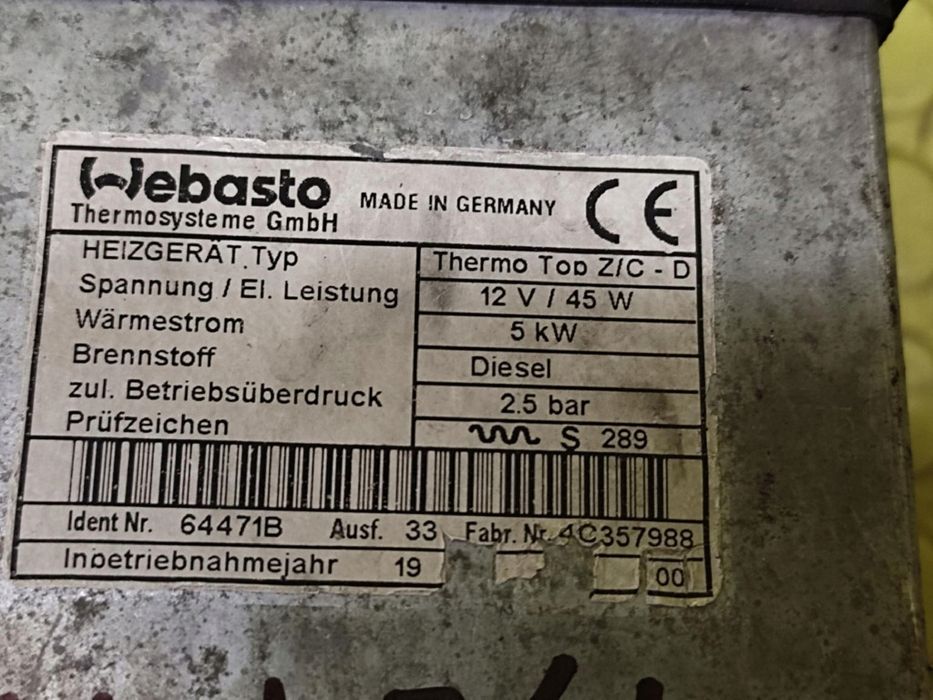 Webasto
Thermosysteme GmbH
MADE IN GERMANY
CE
HEIZGERÄT.Typ Thermo Top Z/C - D
Spannung / El. Leistung 12 V / 45 W
Wärmestrom 5 kW
Brennstoff Diesel
zul. Betriebsüberdruck 2.5 bar
Prüfzeichen S 289
Ident Nr. 64471B Ausf. 33 Fabr. Nr. 4C357988
Inbetriebnahmejahr 19 00